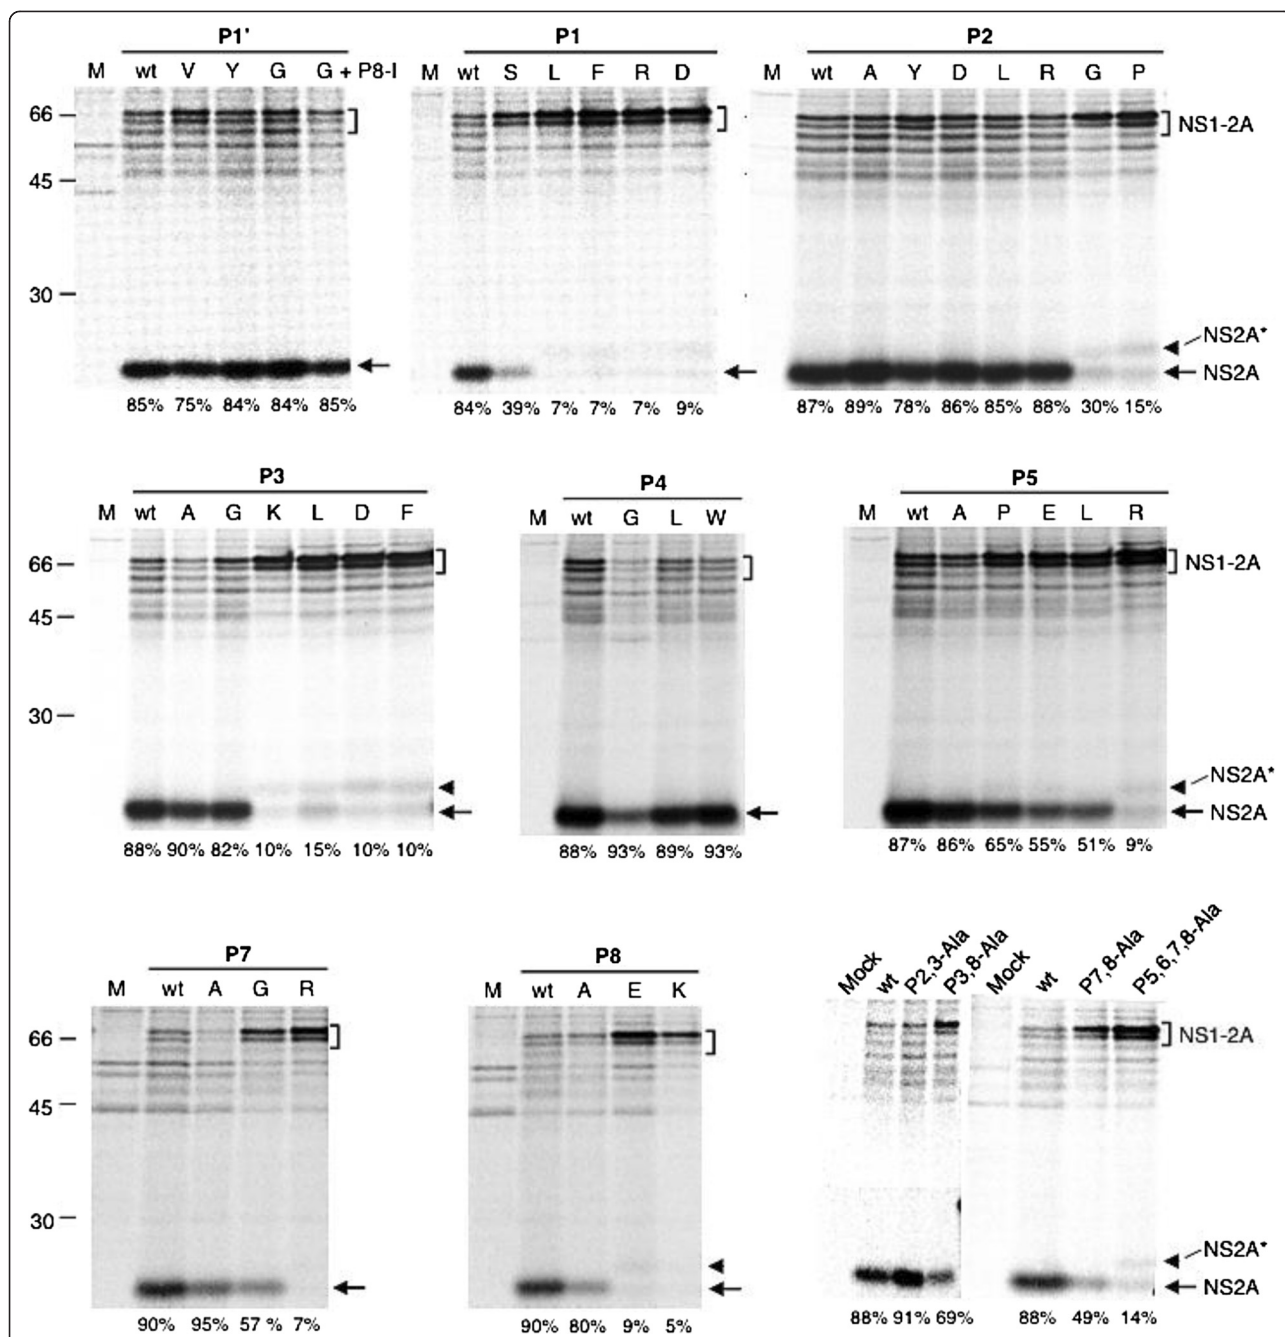 P1' P1 P2
M wt V Y G G + P8-I M wt S L F R D M wt A Y D L R G P
66 NS1-2A
45
30
NS2A*
NS2A
85% 75% 84% 84% 85% 84% 39% 7% 7% 7% 9% 87% 89% 78% 86% 85% 88% 30% 15%
P3 P4 P5
M wt A G K L D F M wt G L W M wt A P E L R
66 NS1-2A
45
30
NS2A*
NS2A
88% 90% 82% 10% 15% 10% 10% 88% 93% 89% 93% 87% 86% 65% 55% 51% 9%
P7 P8
M wt A G R M wt A E K Mock wt P2,3-Ala P3,8-Ala Mock wt P7,8-Ala P5,6,7,8-Ala
66 NS1-2A
45
30
NS2A*
NS2A
90% 95% 57 % 7% 90% 80% 9% 5% 88% 91% 69% 88% 49% 14%